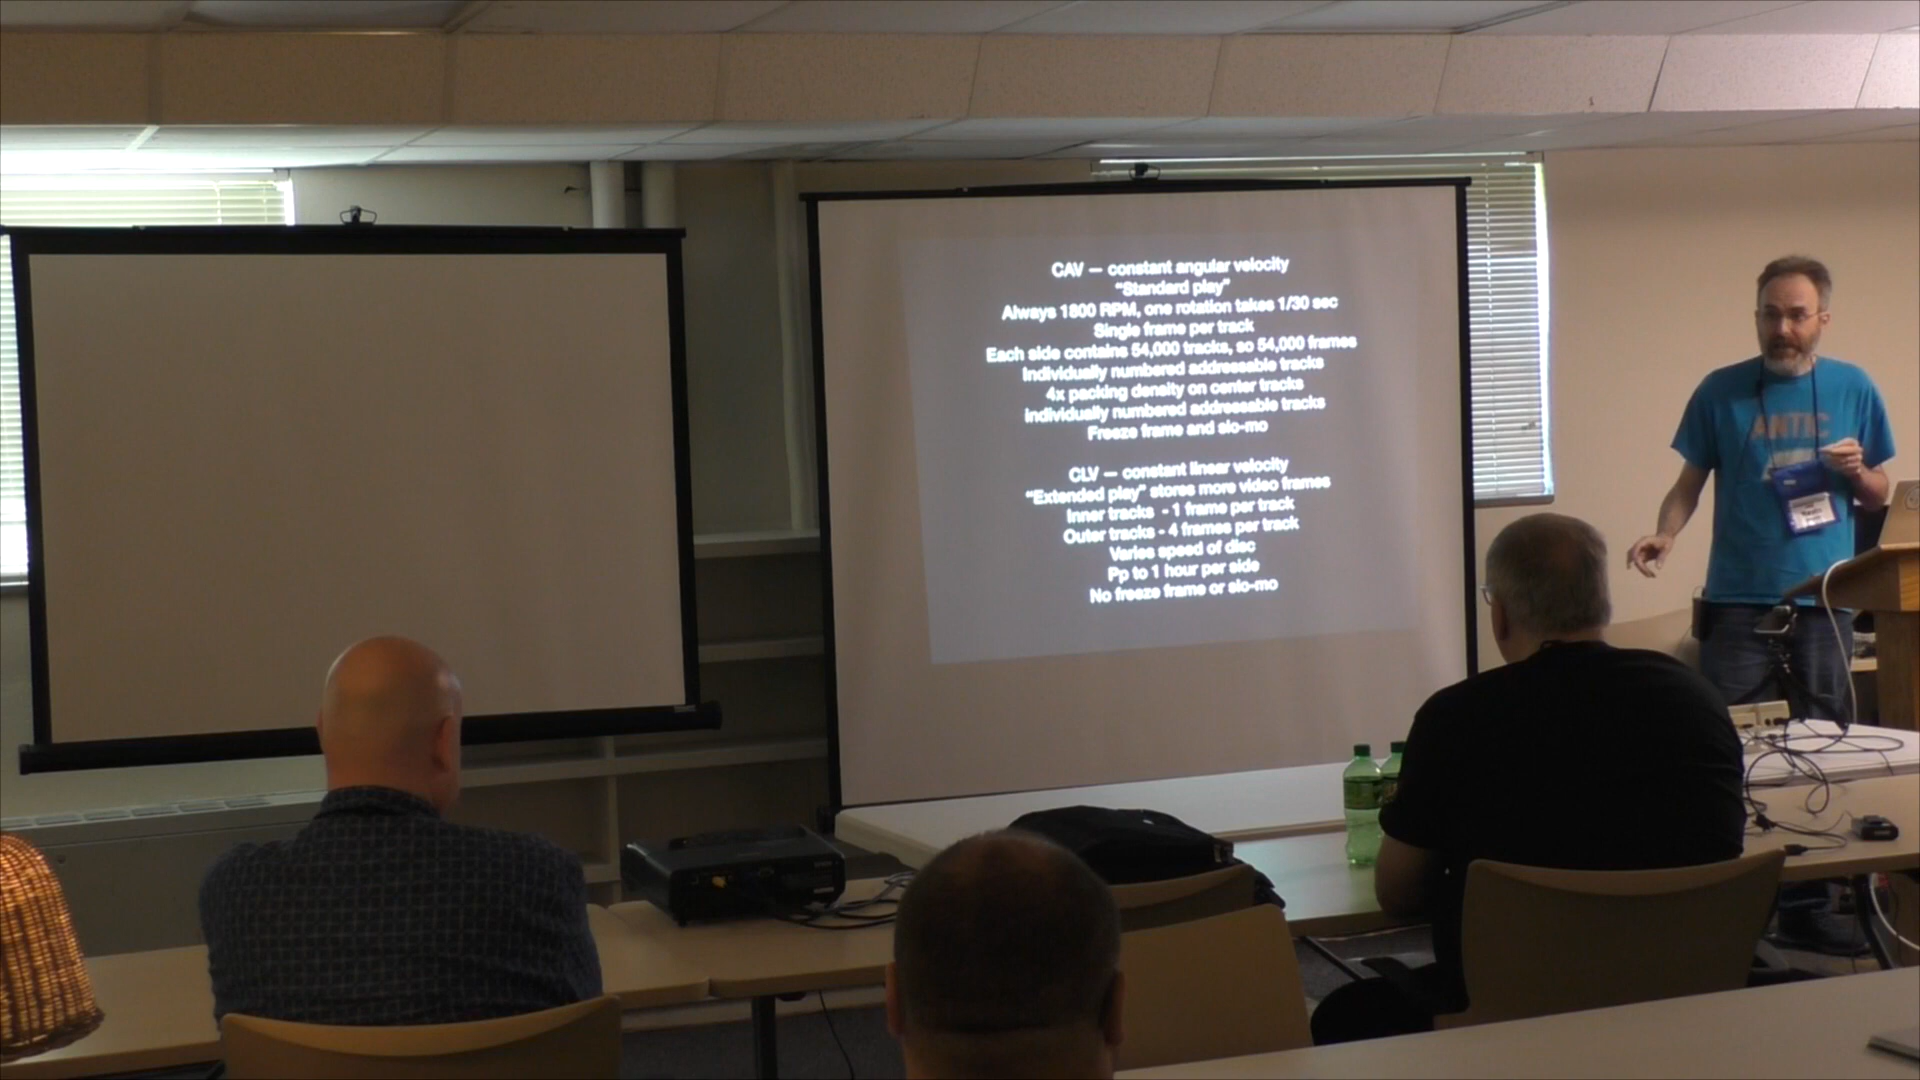 CAV — constant angular velocity
“Standard play”
Always 1800 RPM, one rotation takes 1/30 sec
Single frame per track
Each side contains 54,000 tracks, so 54,000 frames
Individually numbered addressable tracks
4x packing density on center tracks
individually numbered addressable tracks
Freeze frame and slo-mo
CLV — constant linear velocity
“Extended play” stores more video frames
Inner tracks - 1 frame per track
Outer tracks - 4 frames per track
Varies speed of disc
Pp to 1 hour per side
No freeze frame or slo-mo
ANTIC